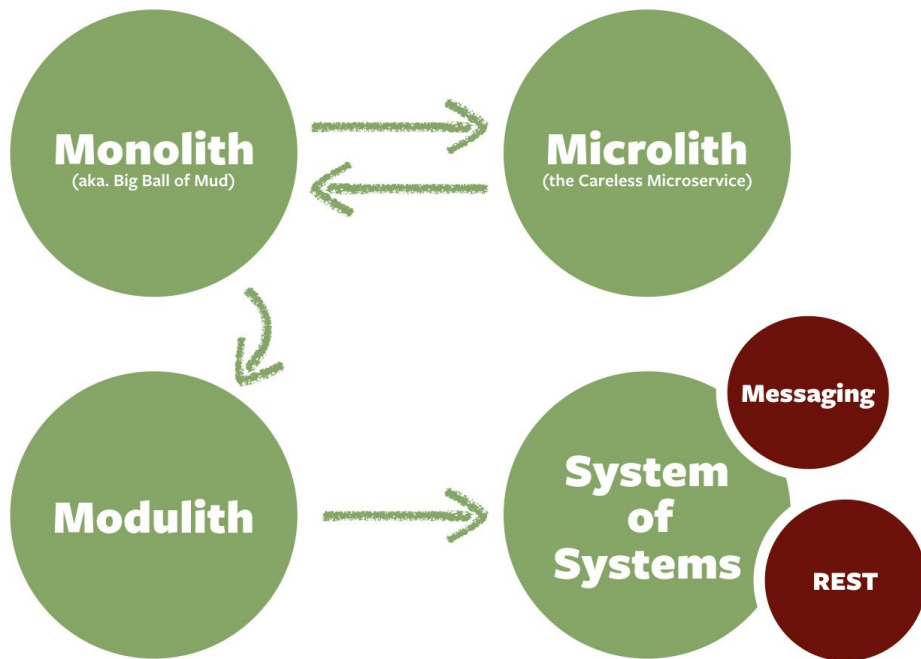 Monolith
(aka. Big Ball of Mud)
Microlith
(the Careless Microservice)
Modulith
System
of
Systems
Messaging
REST